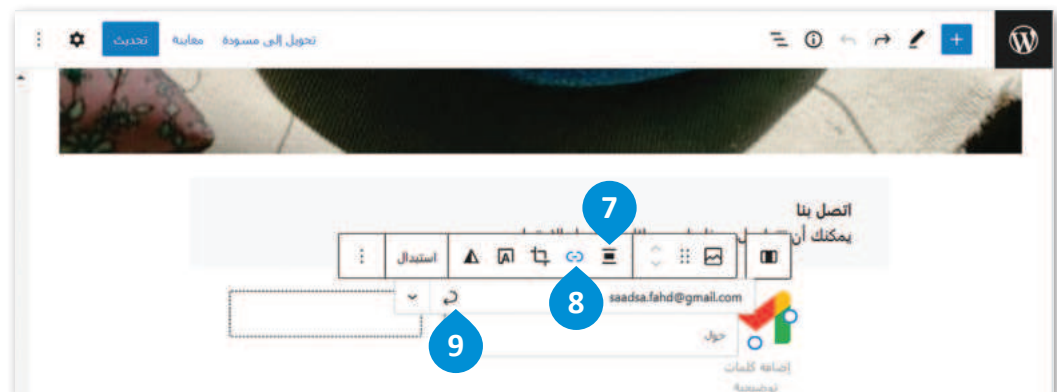 تحويل إلى مسودة معاينة تحديث
اتصل بنا
يمكنك أن
7
استبدال
saadsa.fahd@gmail.com
8
9
حول
إضافة كلمات
توضيحية